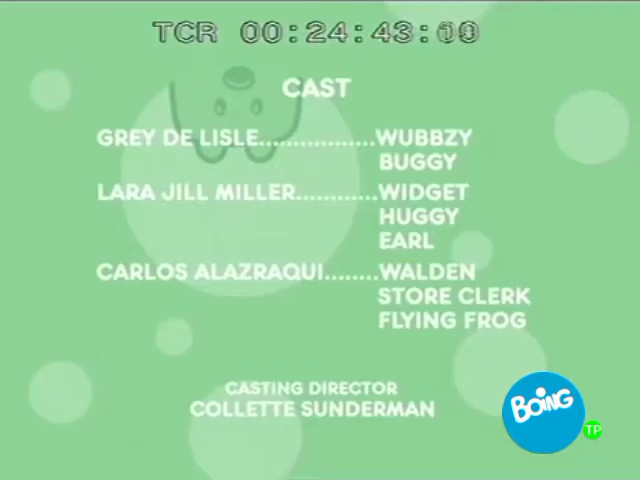 TCR 00:24:43:10
CAST
GREY DE LISLE................WUBBZY
BUGGY
LARA JILL MILLER...........WIDGET
HUGGY
EARL
CARLOS ALAZRAQUI.......WALDEN
STORE CLERK
FLYING FROG
CASTING DIRECTOR
COLLETTE SUNDERMAN
BOiNG
TP